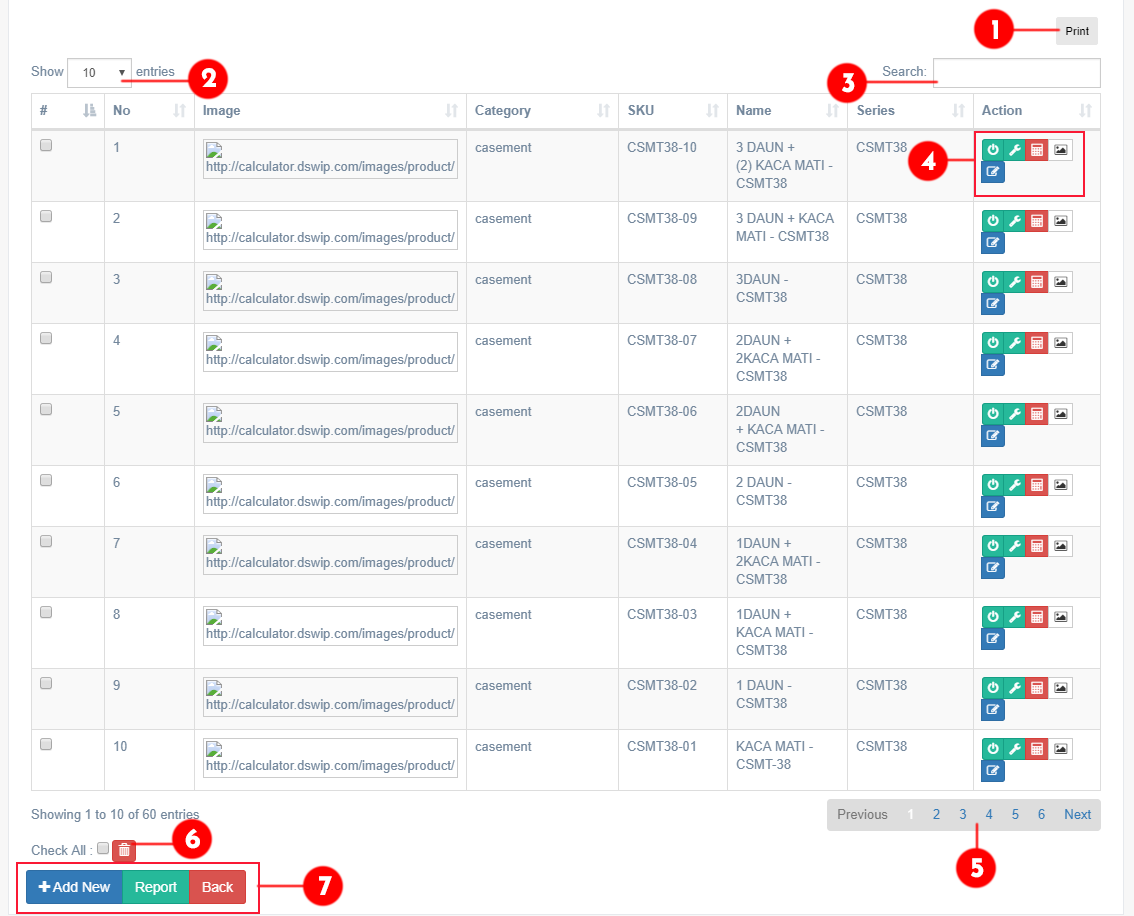 1
Print
Show 10 entries 2
3 Search:
# No Image Category SKU Name Series Action
1 http://calculator.dswip.com/images/product/ casement CSMT38-10 3 DAUN +
(2) KACA MATI -
CSMT38 CSMT38
4
2 http://calculator.dswip.com/images/product/ casement CSMT38-09 3 DAUN + KACA
MATI - CSMT38 CSMT38
3 http://calculator.dswip.com/images/product/ casement CSMT38-08 3DAUN -
CSMT38 CSMT38
4 http://calculator.dswip.com/images/product/ casement CSMT38-07 2DAUN +
2KACA MATI -
CSMT38 CSMT38
5 http://calculator.dswip.com/images/product/ casement CSMT38-06 2DAUN
+ KACA MATI -
CSMT38 CSMT38
6 http://calculator.dswip.com/images/product/ casement CSMT38-05 2 DAUN -
CSMT38 CSMT38
7 http://calculator.dswip.com/images/product/ casement CSMT38-04 1DAUN +
2KACA MATI -
CSMT38 CSMT38
8 http://calculator.dswip.com/images/product/ casement CSMT38-03 1DAUN +
KACA MATI -
CSMT38 CSMT38
9 http://calculator.dswip.com/images/product/ casement CSMT38-02 1 DAUN -
CSMT38 CSMT38
10 http://calculator.dswip.com/images/product/ casement CSMT38-01 KACA MATI -
CSMT-38 CSMT38
Showing 1 to 10 of 60 entries
Previous 1 2 3 4 5 6 Next
5
Check All : 6
+Add New Report Back 7